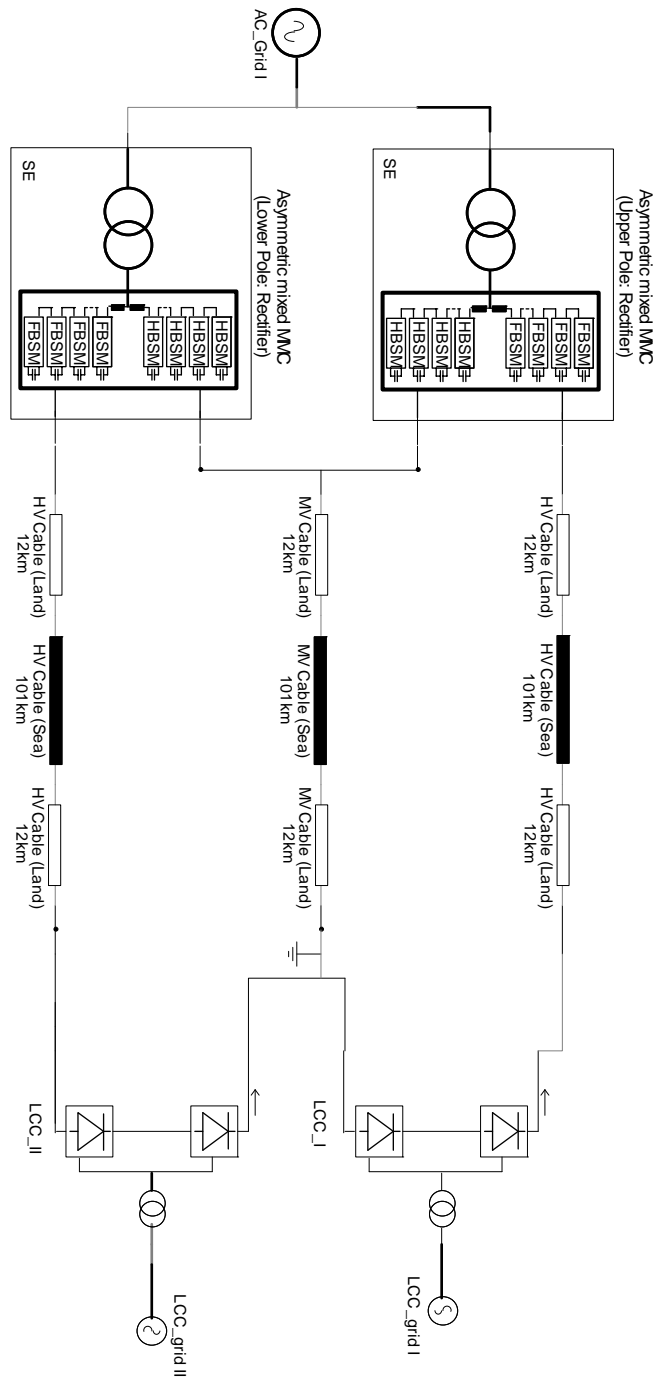 Asymmetric mixed MMC
(Upper Pole: Rectifier)
FBSM
FBSM
FBSM
FBSM
HBSM
HBSM
HBSM
HBSM
SE
HV Cable (Land)
12km
HV Cable (Sea)
101km
HV Cable (Land)
12km
LCC_I
LCC_grid I
AC_Grid I
MV Cable (Land)
12km
MV Cable (Sea)
101km
MV Cable (Land)
12km
Asymmetric mixed MMC
(Lower Pole: Rectifier)
HBSM
HBSM
HBSM
HBSM
FBSM
FBSM
FBSM
FBSM
SE
HV Cable (Land)
12km
HV Cable (Sea)
101km
HV Cable (Land)
12km
LCC_II
LCC_grid II